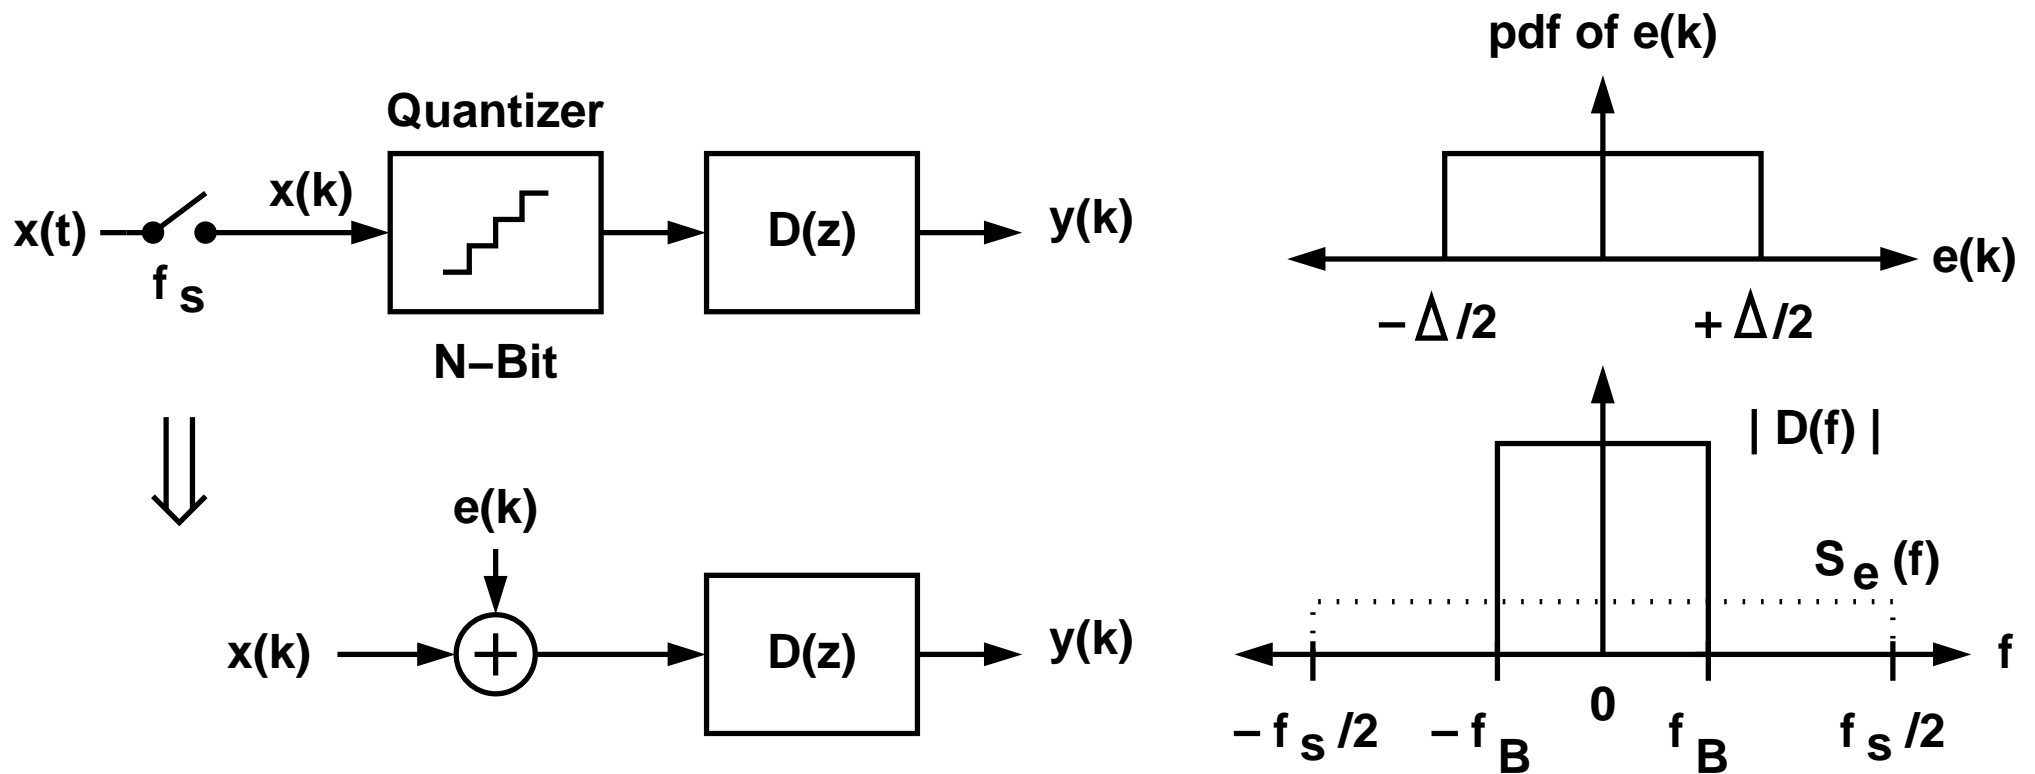 Quantizer
x(t)
f s
x(k)
N–Bit
D(z)
y(k)
pdf of e(k)
e(k)
– Δ/2
+ Δ/2
e(k)
x(k)
+
D(z)
y(k)
| D(f) |
S e (f)
f
– f s /2
– f B
0
f B
f s /2